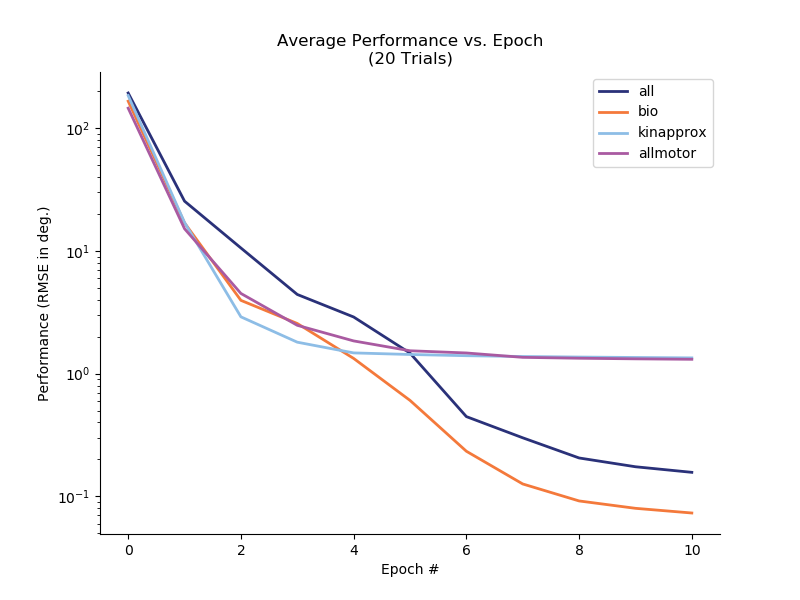 Average Performance vs. Epoch
(20 Trials)
all
bio
kinapprox
allmotor
Performance (RMSE in deg.)
10²
10¹
10⁰
10⁻¹
0 2 4 6 8 10
Epoch #